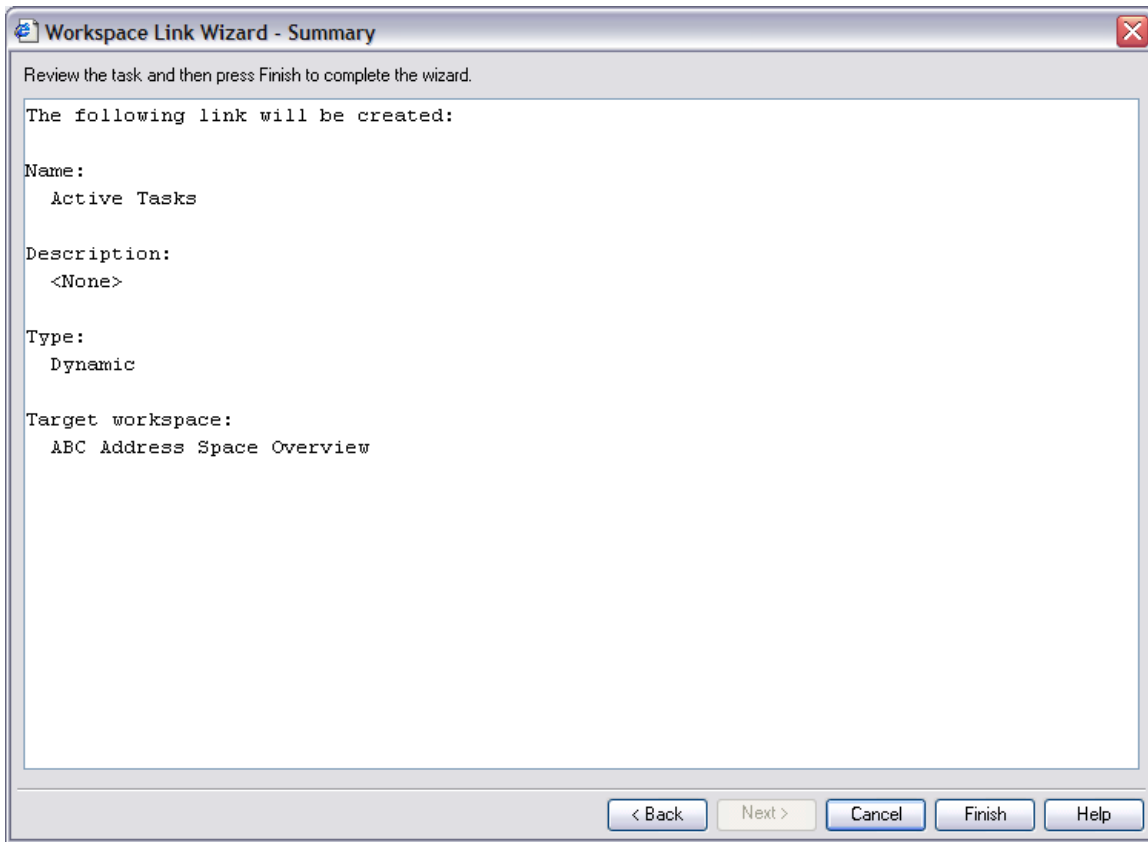 Workspace Link Wizard - Summary
Review the task and then press Finish to complete the wizard.
The following link will be created:
Name:
Active Tasks
Description:
<None>
Type:
Dynamic
Target workspace:
ABC Address Space Overview
< Back
Next >
Cancel
Finish
Help